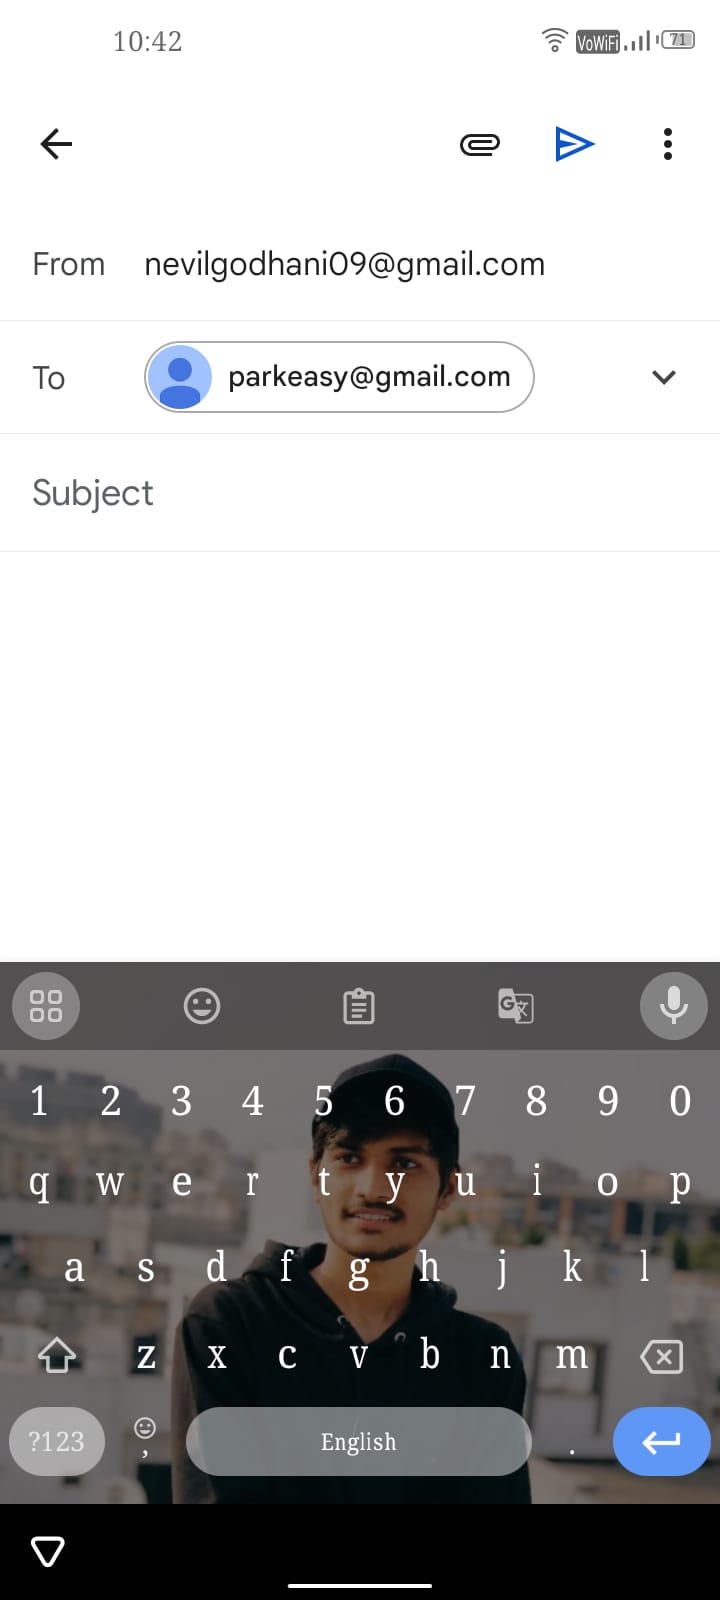 10:42 VoWiFi 71
From nevilgodhani09@gmail.com
To parkeasy@gmail.com
Subject
G
1 2 3 4 5 6 7 8 9 0
q w e r t y u i o p
a s d f g h j k l
z x c v b n m
?123 , English .